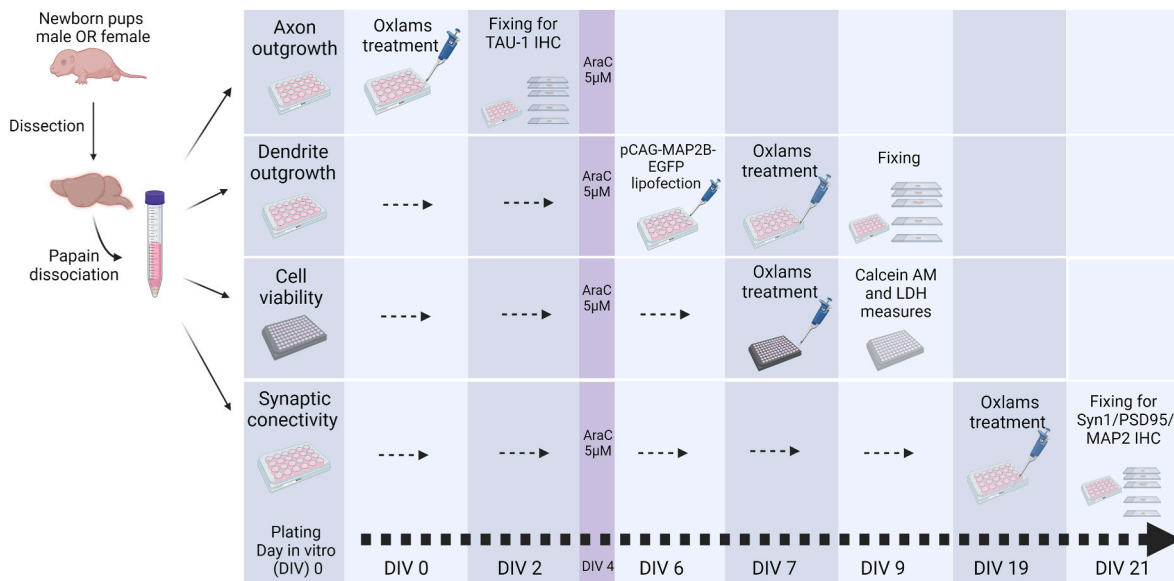 Newborn pups
male OR female
Dissection
Papain
dissociation
Axon
outgrowth
Oxlams
treatment
Fixing for
TAU-1 IHC
AraC
5µM
Dendrite
outgrowth
AraC
5µM
pCAG-MAP2B-
EGFP
lipofection
Oxlams
treatment
Fixing
Cell
viability
AraC
5µM
Oxlams
treatment
Calcein AM
and LDH
measures
Synaptic
conectivity
AraC
5µM
Oxlams
treatment
Fixing for
Syn1/PSD95/
MAP2 IHC
Plating
Day in vitro
(DIV) 0
DIV 0
DIV 2
DIV 4
DIV 6
DIV 7
DIV 9
DIV 19
DIV 21